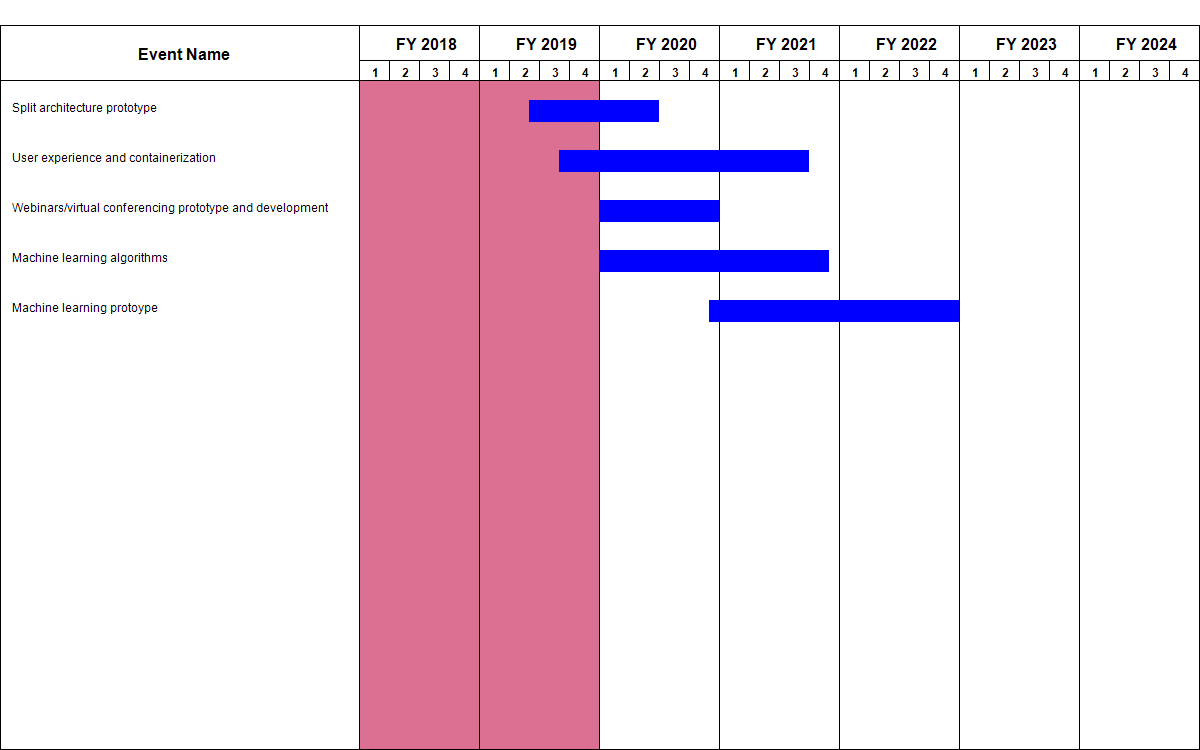 Event Name
FY 2018 FY 2019 FY 2020 FY 2021 FY 2022 FY 2023 FY 2024
1 2 3 4 1 2 3 4 1 2 3 4 1 2 3 4 1 2 3 4 1 2 3 4 1 2 3 4
Split architecture prototype
User experience and containerization
Webinars/virtual conferencing prototype and development
Machine learning algorithms
Machine learning protoype